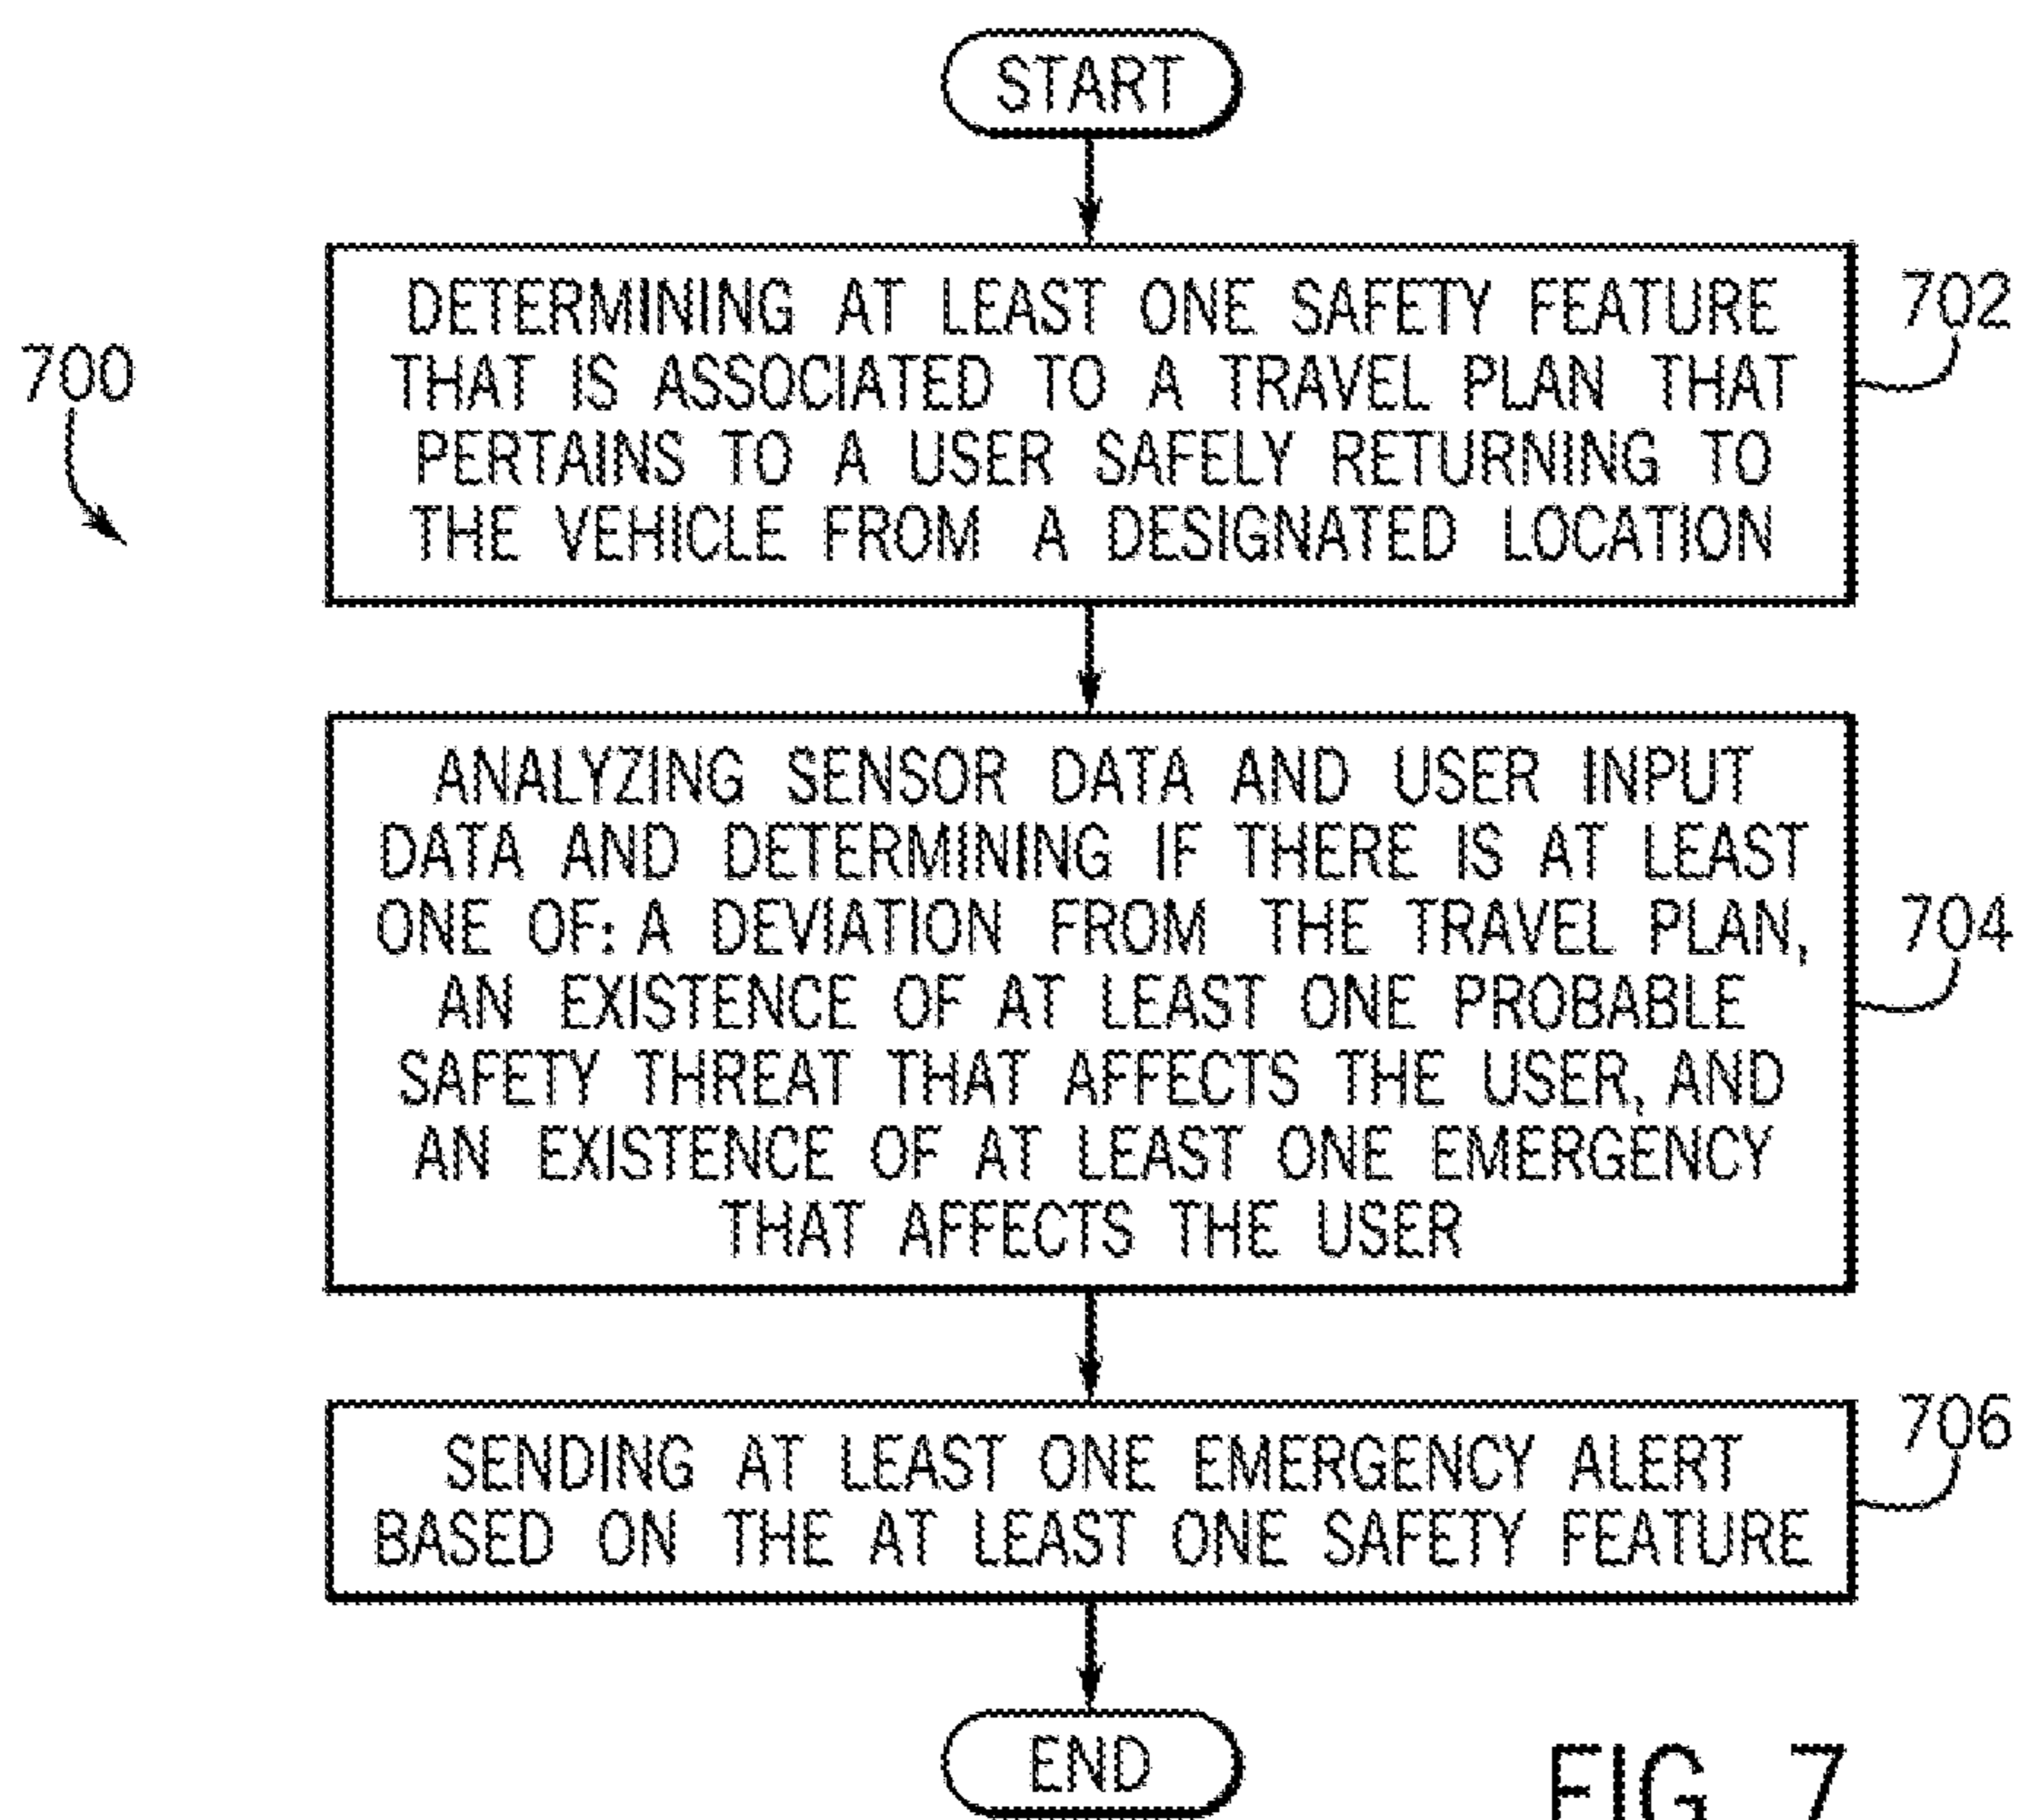 START
700
DETERMINING AT LEAST ONE SAFETY FEATURE
THAT IS ASSOCIATED TO A TRAVEL PLAN THAT
PERTAINS TO A USER SAFELY RETURNING TO
THE VEHICLE FROM A DESIGNATED LOCATION
702
ANALYZING SENSOR DATA AND USER INPUT
DATA AND DETERMINING IF THERE IS AT LEAST
ONE OF: A DEVIATION FROM THE TRAVEL PLAN,
AN EXISTENCE OF AT LEAST ONE PROBABLE
SAFETY THREAT THAT AFFECTS THE USER, AND
AN EXISTENCE OF AT LEAST ONE EMERGENCY
THAT AFFECTS THE USER
704
SENDING AT LEAST ONE EMERGENCY ALERT
BASED ON THE AT LEAST ONE SAFETY FEATURE
706
END
FIG. 7